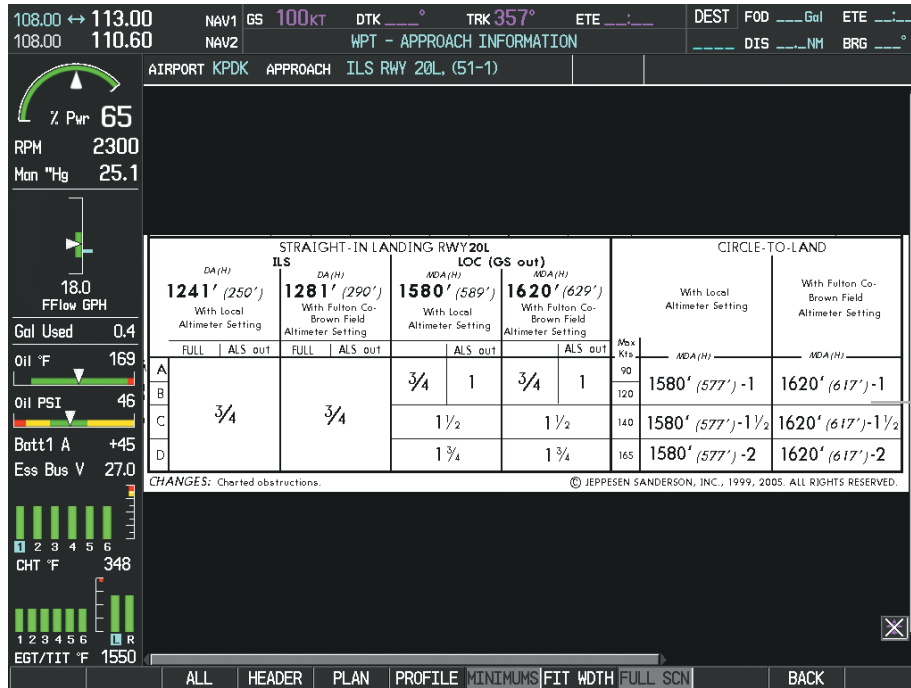 108.00 ↔ 113.00 NAV1 GS 100KT DTK ___° TRK 357° ETE __:__ DEST FOD ___Gal ETE __:__
108.00 110.60 NAV2 WPT - APPROACH INFORMATION ____ DIS __._NM BRG ___°
AIRPORT KPDK APPROACH ILS RWY 20L, (51-1)
% Pwr 65
RPM 2300
Man "Hg 25.1
18.0
FFlow GPH
Gal Used 0.4
Oil °F 169
Oil PSI 46
Batt1 A +45
Ess Bus V 27.0
1 2 3 4 5 6
CHT °F 348
1 2 3 4 5 6 L R
EGT/TIT °F 1550
STRAIGHT-IN LANDING RWY 20L CIRCLE-TO-LAND
ILS LOC (GS out)
DA(H) DA(H) MDA(H) MDA(H)
1241' (250') 1281' (290') 1580' (589') 1620' (629')
With Local Altimeter Setting
With Fulton Co-Brown Field Altimeter Setting
With Local Altimeter Setting
With Fulton Co-Brown Field Altimeter Setting
With Local Altimeter Setting
With Fulton Co-Brown Field Altimeter Setting
FULL ALS out FULL ALS out ALS out ALS out Max Kts MDA(H) MDA(H)
A 3/4 3/4 3/4 1 3/4 1 90 1580' (577') -1 1620' (617') -1
B 120
C 1 1/2 1 1/2 140 1580' (577') -1 1/2 1620' (617') -1 1/2
D 1 3/4 1 3/4 165 1580' (577') -2 1620' (617') -2
CHANGES: Charted obstructions. © JEPPESEN SANDERSON, INC., 1999, 2005. ALL RIGHTS RESERVED.
ALL HEADER PLAN PROFILE MINIMUMS FIT WDTH FULL SCN BACK